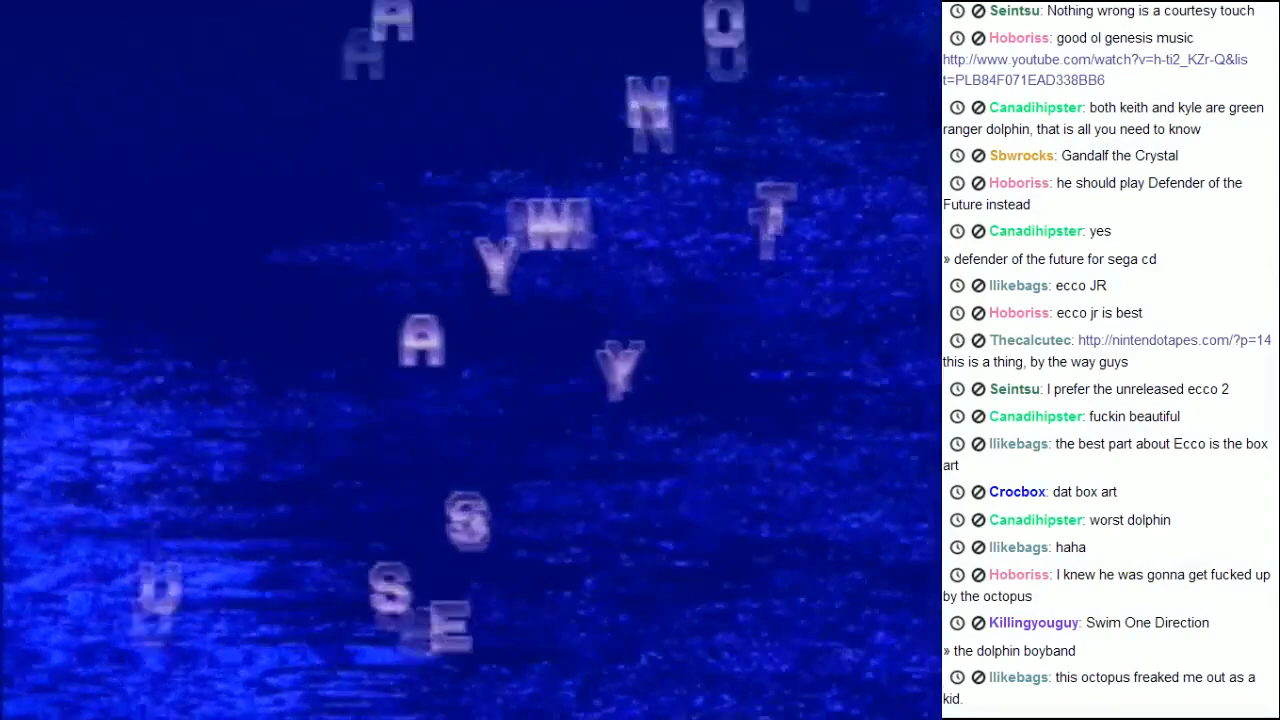 A
A
O
O
N
N
T
T
W
Y
A
Y
S
U
S
E
Seintsu: Nothing wrong is a courtesy touch
Hoboriss: good ol genesis music
http://www.youtube.com/watch?v=h-ti2_KZr-Q&lis
t=PLB84F071EAD338BB6
Canadihipster: both keith and kyle are green
ranger dolphin, that is all you need to know
Sbwrocks: Gandalf the Crystal
Hoboriss: he should play Defender of the
Future instead
Canadihipster: yes
» defender of the future for sega cd
Ilikebags: ecco JR
Hoboriss: ecco jr is best
Thecalcutec: http://nintendotapes.com/?p=14
this is a thing, by the way guys
Seintsu: I prefer the unreleased ecco 2
Canadihipster: fuckin beautiful
Ilikebags: the best part about Ecco is the box
art
Crocbox: dat box art
Canadihipster: worst dolphin
Ilikebags: haha
Hoboriss: I knew he was gonna get fucked up
by the octopus
Killingyouguy: Swim One Direction
» the dolphin boyband
Ilikebags: this octopus freaked me out as a
kid.